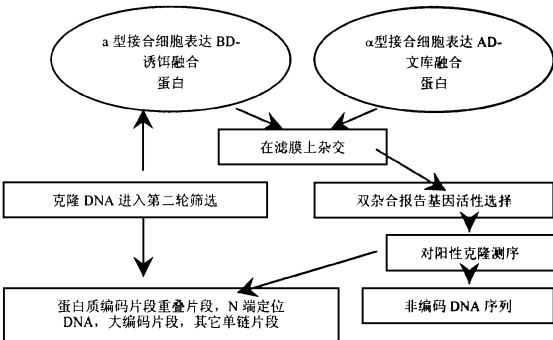 a 型接合细胞表达 BD-
诱饵融合
蛋白
α型接合细胞表达 AD-
文库融合
蛋白
在滤膜上杂交
克隆 DNA 进入第二轮筛选
双杂合报告基因活性选择
对阳性克隆测序
蛋白质编码片段重叠片段，N 端定位
DNA，大编码片段，其它单链片段
非编码 DNA 序列